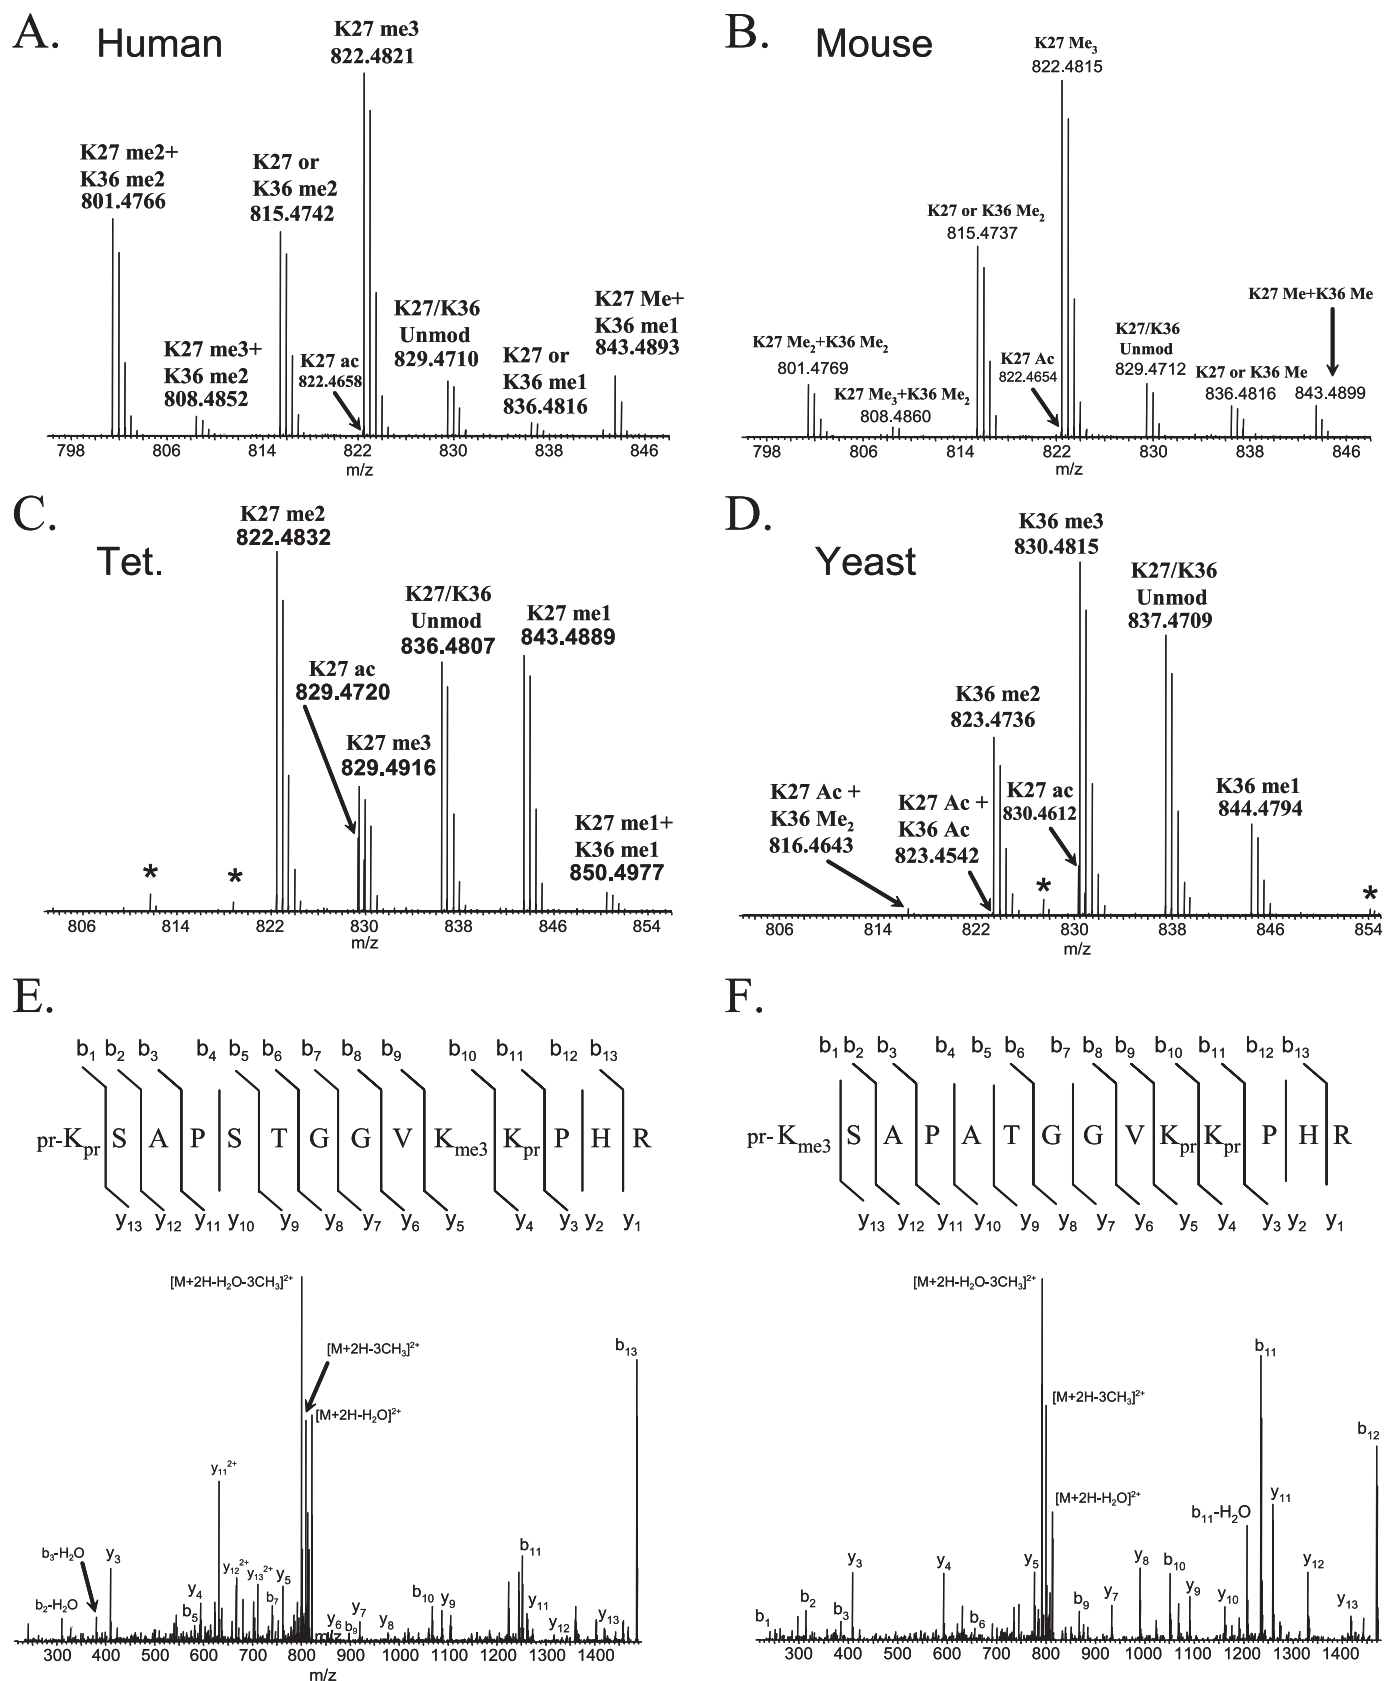 A. Human
K27 me3
822.4821
K27 me2+
K36 me2
801.4766
K27 or
K36 me2
815.4742
K27 me3+
K36 me2
808.4852
K27 ac
822.4658
K27/K36
Unmod
829.4710
K27 or
K36 me1
836.4816
K27 Me+
K36 me1
843.4893
798 806 814 822 830 838 846
m/z
B. Mouse
K27 Me3
822.4815
K27 or K36 Me2
815.4737
K27 Me2+K36 Me2
801.4769
K27 Me3+K36 Me2
808.4860
K27 Ac
822.4654
K27/K36
Unmod
829.4712
K27 or K36 Me
836.4816
K27 Me+K36 Me
843.4899
798 806 814 822 830 838 846
m/z
C. Tet.
K27 me2
822.4832
K27 ac
829.4720
K27 me3
829.4916
K27/K36
Unmod
836.4807
K27 me1
843.4889
K27 me1+
K36 me1
850.4977
* *
806 814 822 830 838 846 854
m/z
D. Yeast
K36 me3
830.4815
K27/K36
Unmod
837.4709
K36 me2
823.4736
K27 Ac +
K36 Me2
816.4643
K27 Ac +
K36 Ac
823.4542
K27 ac
830.4612
K36 me1
844.4794
* *
806 814 822 830 838 846 854
m/z
E.
b1 b2 b3 b4 b5 b6 b7 b8 b9 b10 b11 b12 b13
pr-Kpr S A P S T G G V Kme3 Kpr P H R
y13 y12 y11 y10 y9 y8 y7 y6 y5 y4 y3 y2 y1
[M+2H-H2O-3CH3]2+
[M+2H-3CH3]2+
[M+2H-H2O]2+
b13
y11 2+
b3-H2O
y3
b2-H2O
y4
b5
y12 2+
y13 2+
b7
y5
y6
b9
y7
y8
b10
y9
b11
y11
y12
y13
m/z
300 400 500 600 700 800 900 1000 1100 1200 1300 1400
m/z
F.
b1 b2 b3 b4 b5 b6 b7 b8 b9 b10 b11 b12 b13
pr-Kme3 S A P A T G G V Kpr Kpr P H R
y13 y12 y11 y10 y9 y8 y7 y6 y5 y4 y3 y2 y1
[M+2H-H2O-3CH3]2+
[M+2H-3CH3]2+
[M+2H-H2O]2+
b11
b12
b11-H2O
y11
b1
b2
b3
y3
y4
b6
y5
b9
y7
y8
b10
y9
y10
y12
y13
300 400 500 600 700 800 900 1000 1100 1200 1300 1400